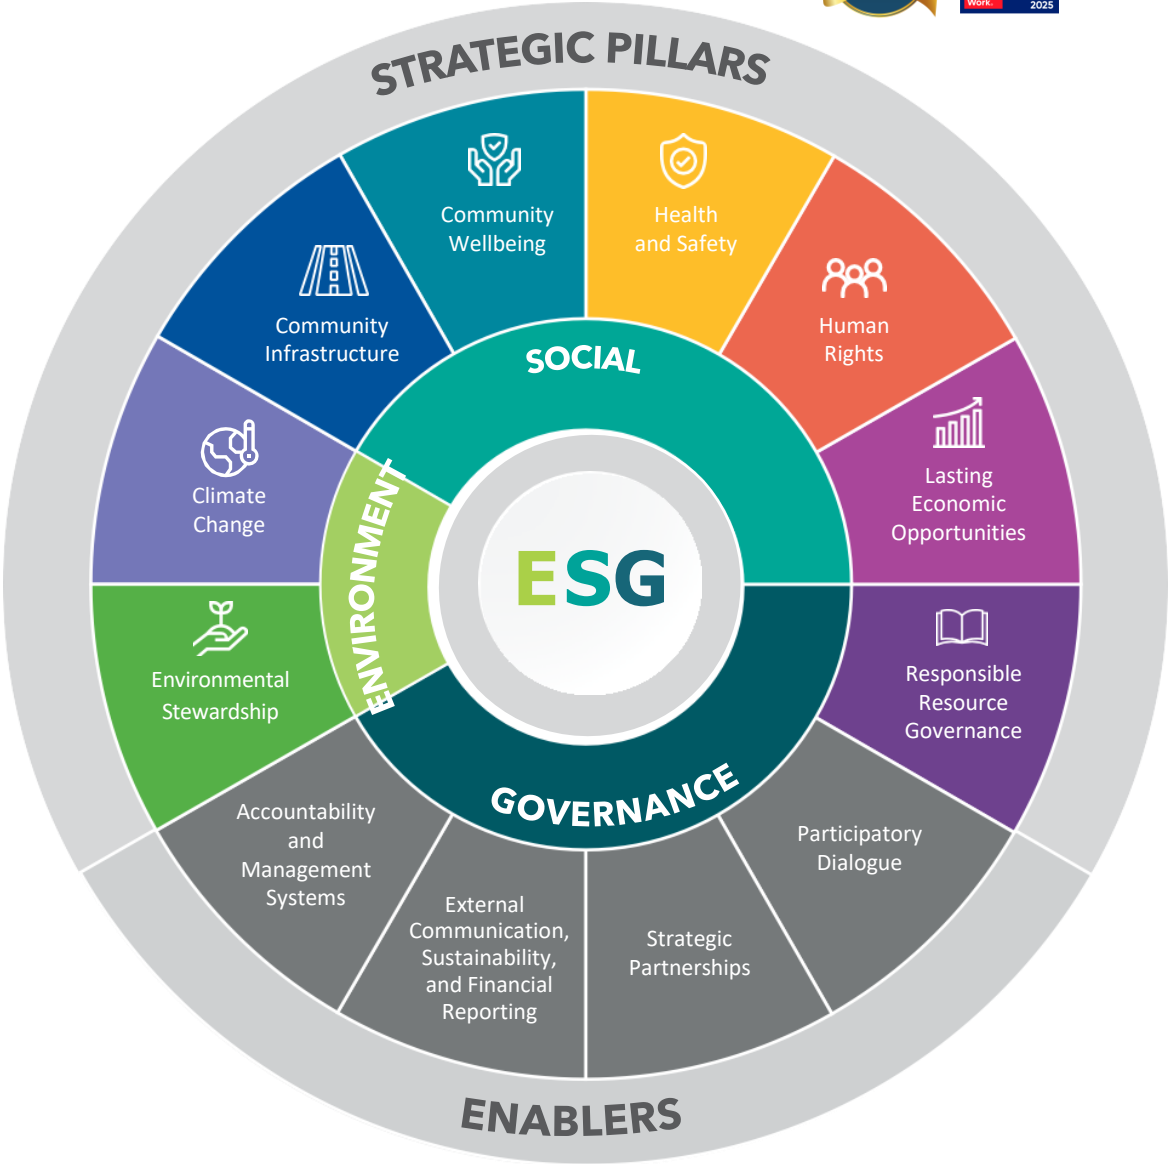 Work.
2025
STRATEGIC PILLARS
Community
Wellbeing
Health
and Safety
Community
Infrastructure
Human
Rights
SOCIAL
Climate
Change
Lasting
Economic
Opportunities
ENVIRONMENT
ESG
Environmental
Stewardship
Responsible
Resource
Governance
GOVERNANCE
Accountability
and
Management
Systems
External
Communication,
Sustainability,
and Financial
Reporting
Strategic
Partnerships
Participatory
Dialogue
ENABLERS